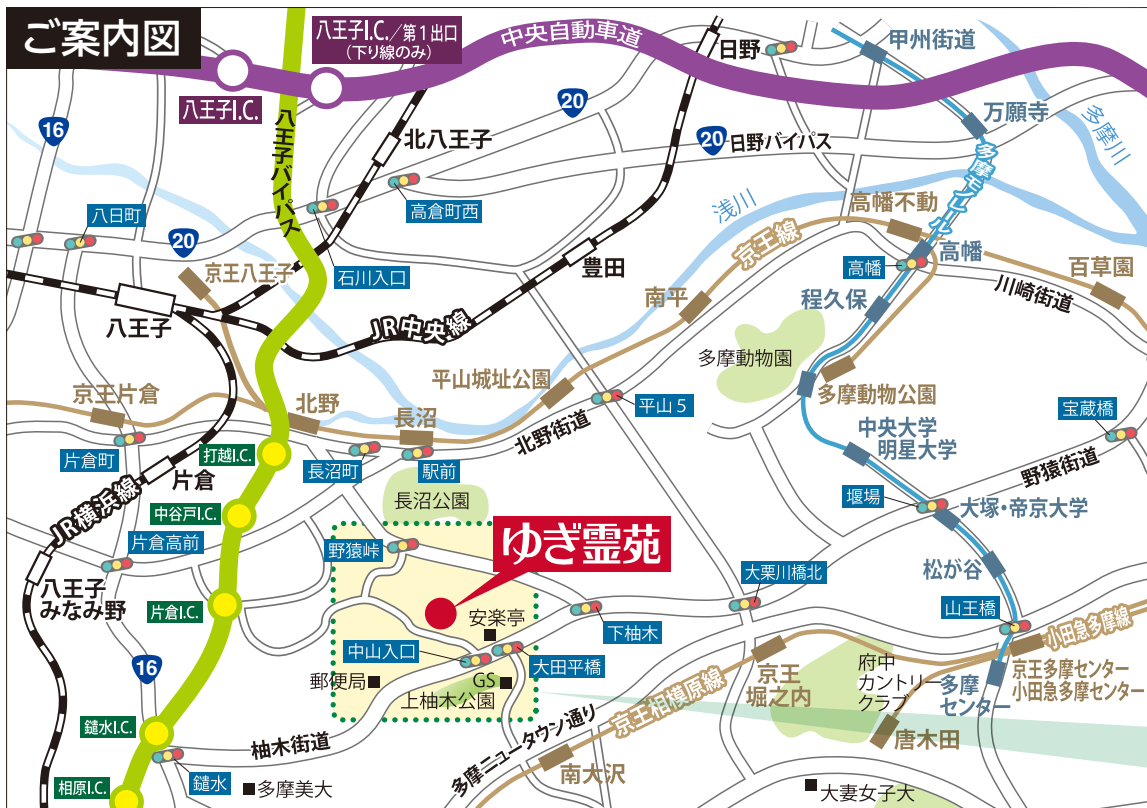 ご案内図
八王子I.C./第1出口
(下り線のみ)
中央自動車道
日野
甲州街道
八王子I.C.
16
20
北八王子
20
日野バイパス
万願寺
多摩川
八王子バイパス
多摩モノレール
八日町
高倉町西
浅川
高幡不動
20
京王八王子
石川入口
豊田
京王線
高幡
高幡
百草園
川崎街道
八王子
JR中央線
南平
程久保
多摩動物園
京王片倉
平山城址公園
多摩動物公園
北野
長沼
北野街道
平山5
宝蔵橋
中央大学
明星大学
片倉町
打越I.C.
長沼町
駅前
野猿街道
片倉
JR横浜線
長沼公園
堰場
大塚・帝京大学
中谷戸I.C.
片倉高前
野猿峠
ゆぎ霊苑
松が谷
大栗川橋北
八王子
みなみ野
片倉I.C.
安楽亭
下柚木
山王橋
小田急多摩線
中山入口
大田平橋
16
郵便局
GS
上柚木公園
京王
堀之内
府中
カントリー
クラブ
多摩
センター
京王多摩センター
小田急多摩センター
京王相模原線
鑓水I.C.
柚木街道
多摩ニュータウン通り
唐木田
鑓水
南大沢
相原I.C.
多摩美大
大妻女子大